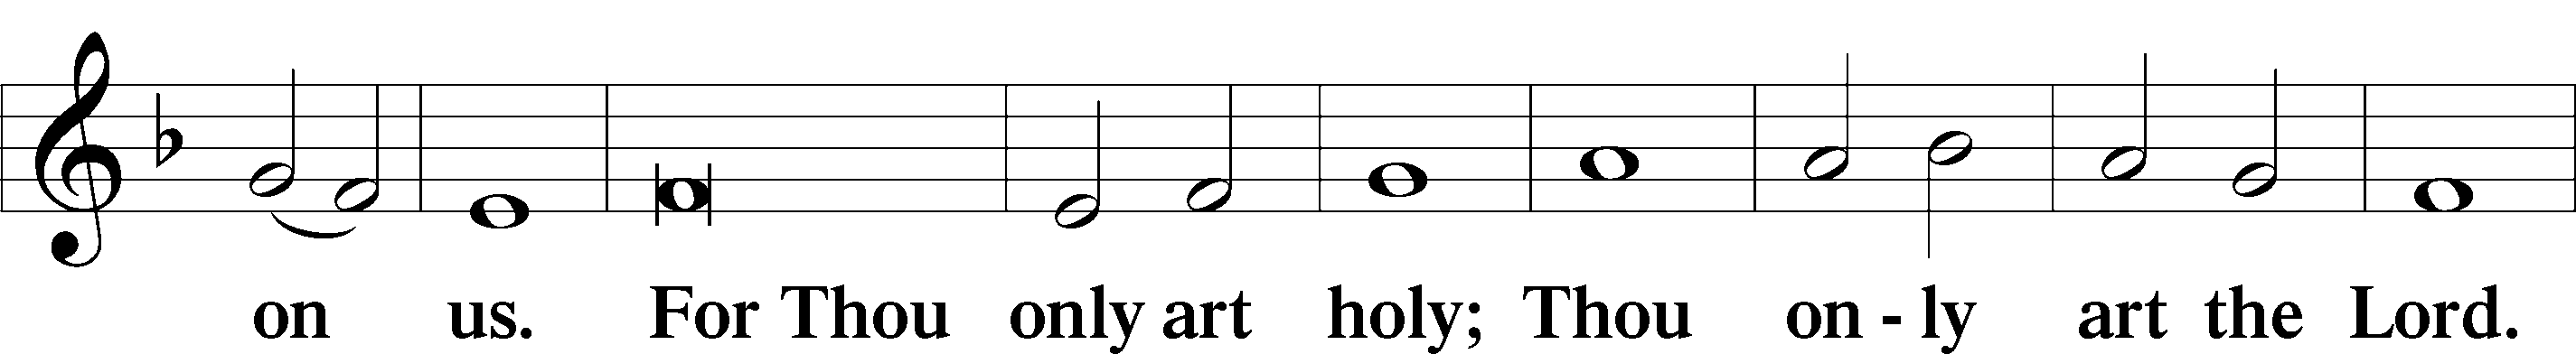 on us. For Thou only art holy; Thou on - ly art the Lord.